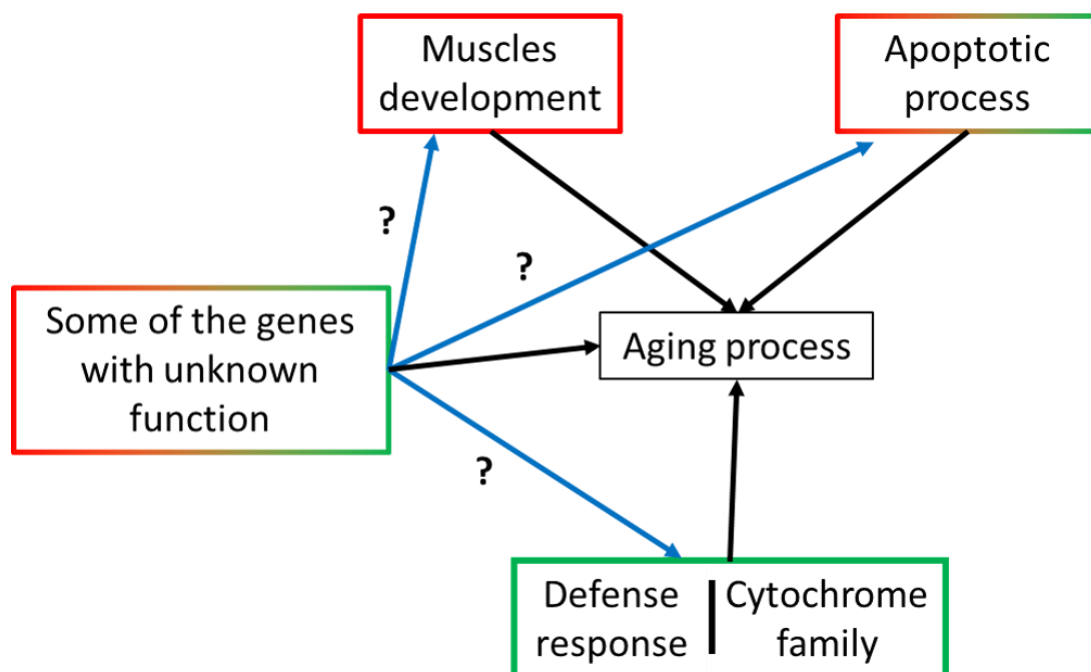 Muscles
development
Apoptotic
process
?
?
Some of the genes
with unknown
function
Aging process
?
Defense
response
Cytochrome
family